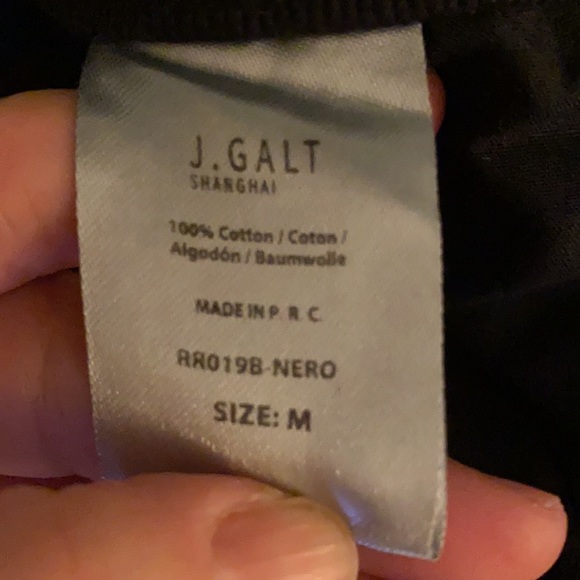 J.GALT
SHANGHAI
100% Cotton / Coton /
Algodón / Baumwolle
MADE IN P. R. C.
RR019B-NERO
SIZE: M